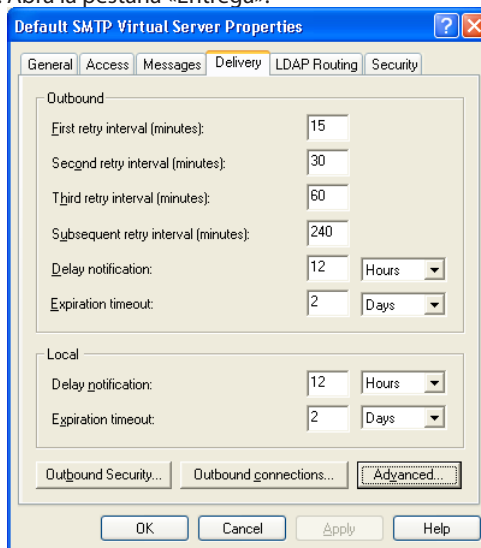 Abra la pestaña «Entrega».
Default SMTP Virtual Server Properties
General Access Messages Delivery LDAP Routing Security
Outbound
First retry interval (minutes): 15
Second retry interval (minutes): 30
Third retry interval (minutes): 60
Subsequent retry interval (minutes): 240
Delay notification: 12 Hours
Expiration timeout: 2 Days
Local
Delay notification: 12 Hours
Expiration timeout: 2 Days
Outbound Security... Outbound connections... Advanced...
OK Cancel Apply Help